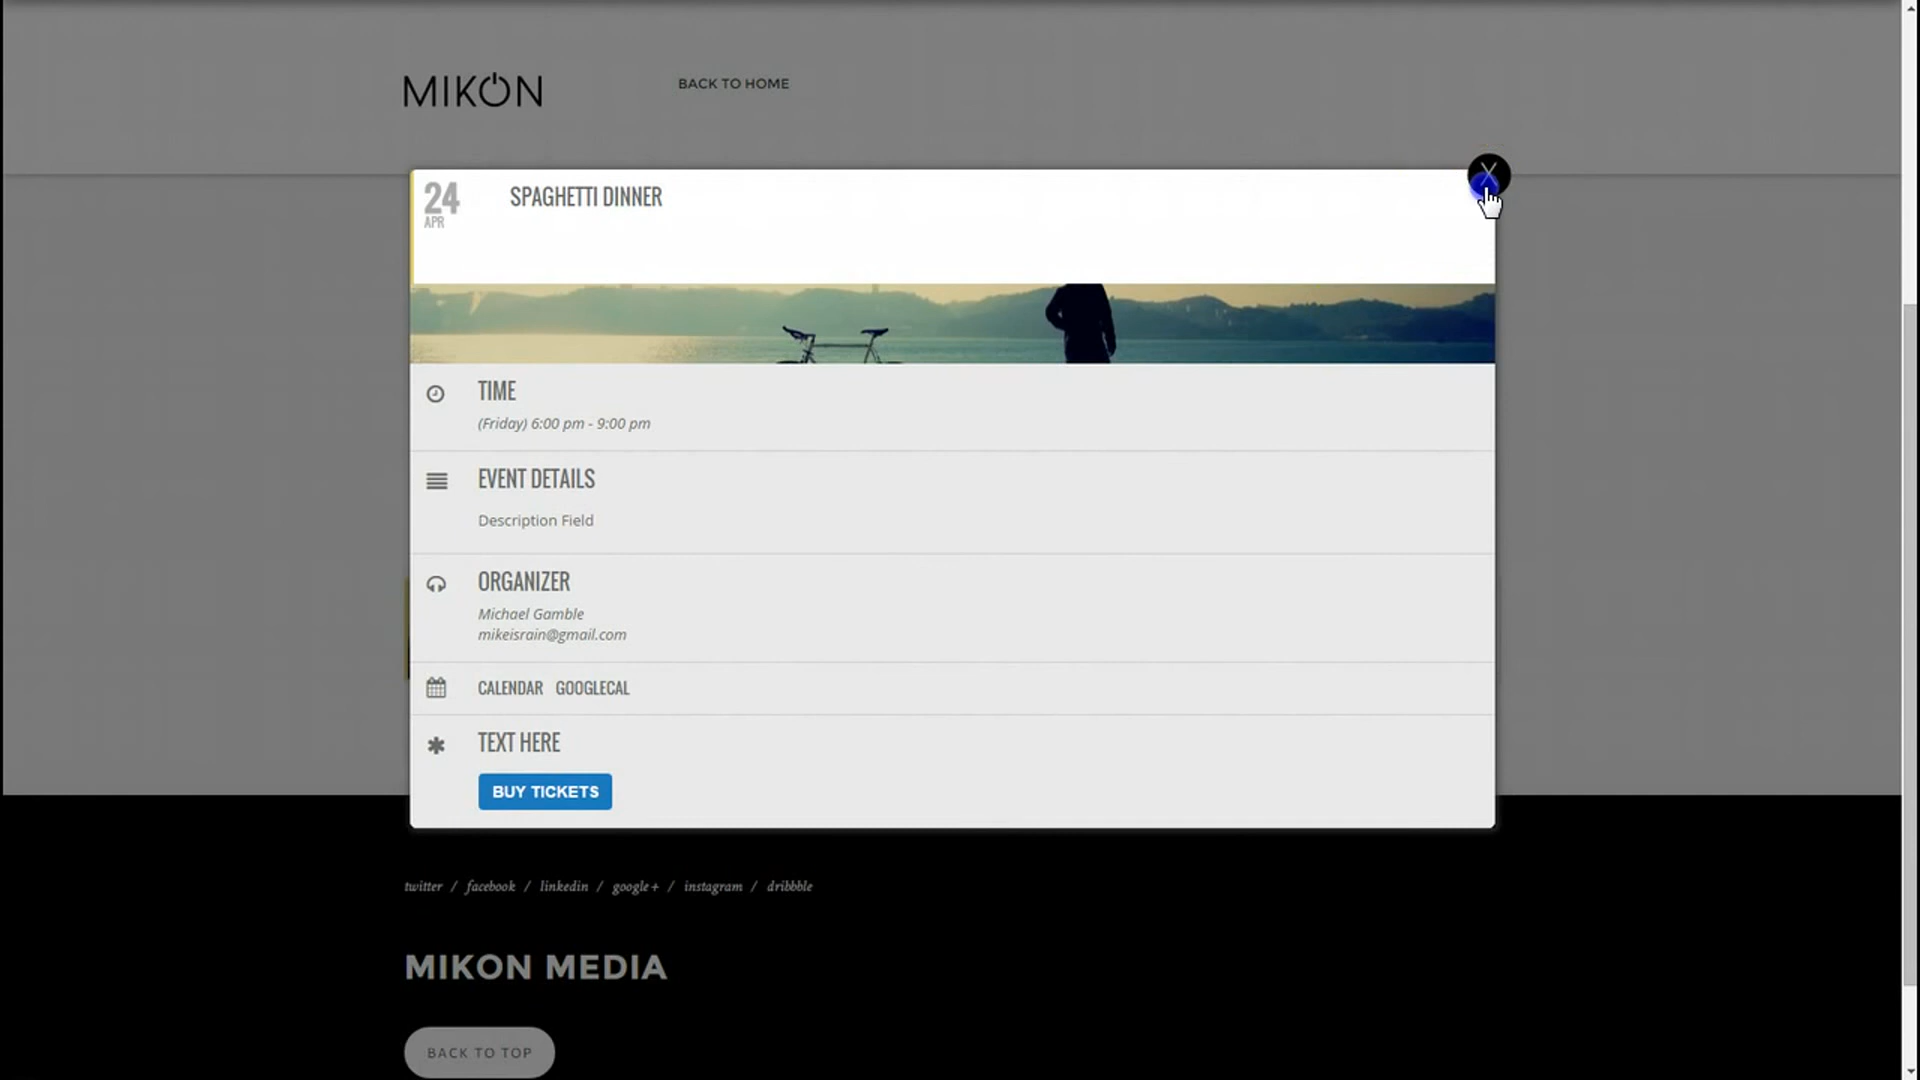 MIKON
BACK TO HOME
X
24
APR
SPAGHETTI DINNER
TIME
(Friday) 6:00 pm - 9:00 pm
EVENT DETAILS
Description Field
ORGANIZER
Michael Gamble
mikeisrain@gmail.com
CALENDAR GOOGLECAL
TEXT HERE
BUY TICKETS
twitter / facebook / linkedin / google+ / instagram / dribbble
MIKON MEDIA
BACK TO TOP